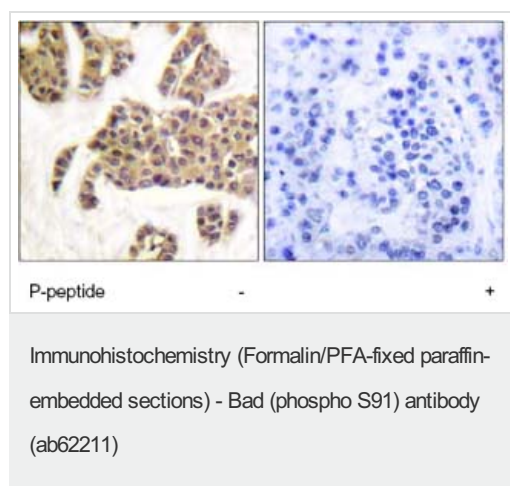 P-peptide - +
Immunohistochemistry (Formalin/PFA-fixed paraffin-
embedded sections) - Bad (phospho S91) antibody
(ab62211)